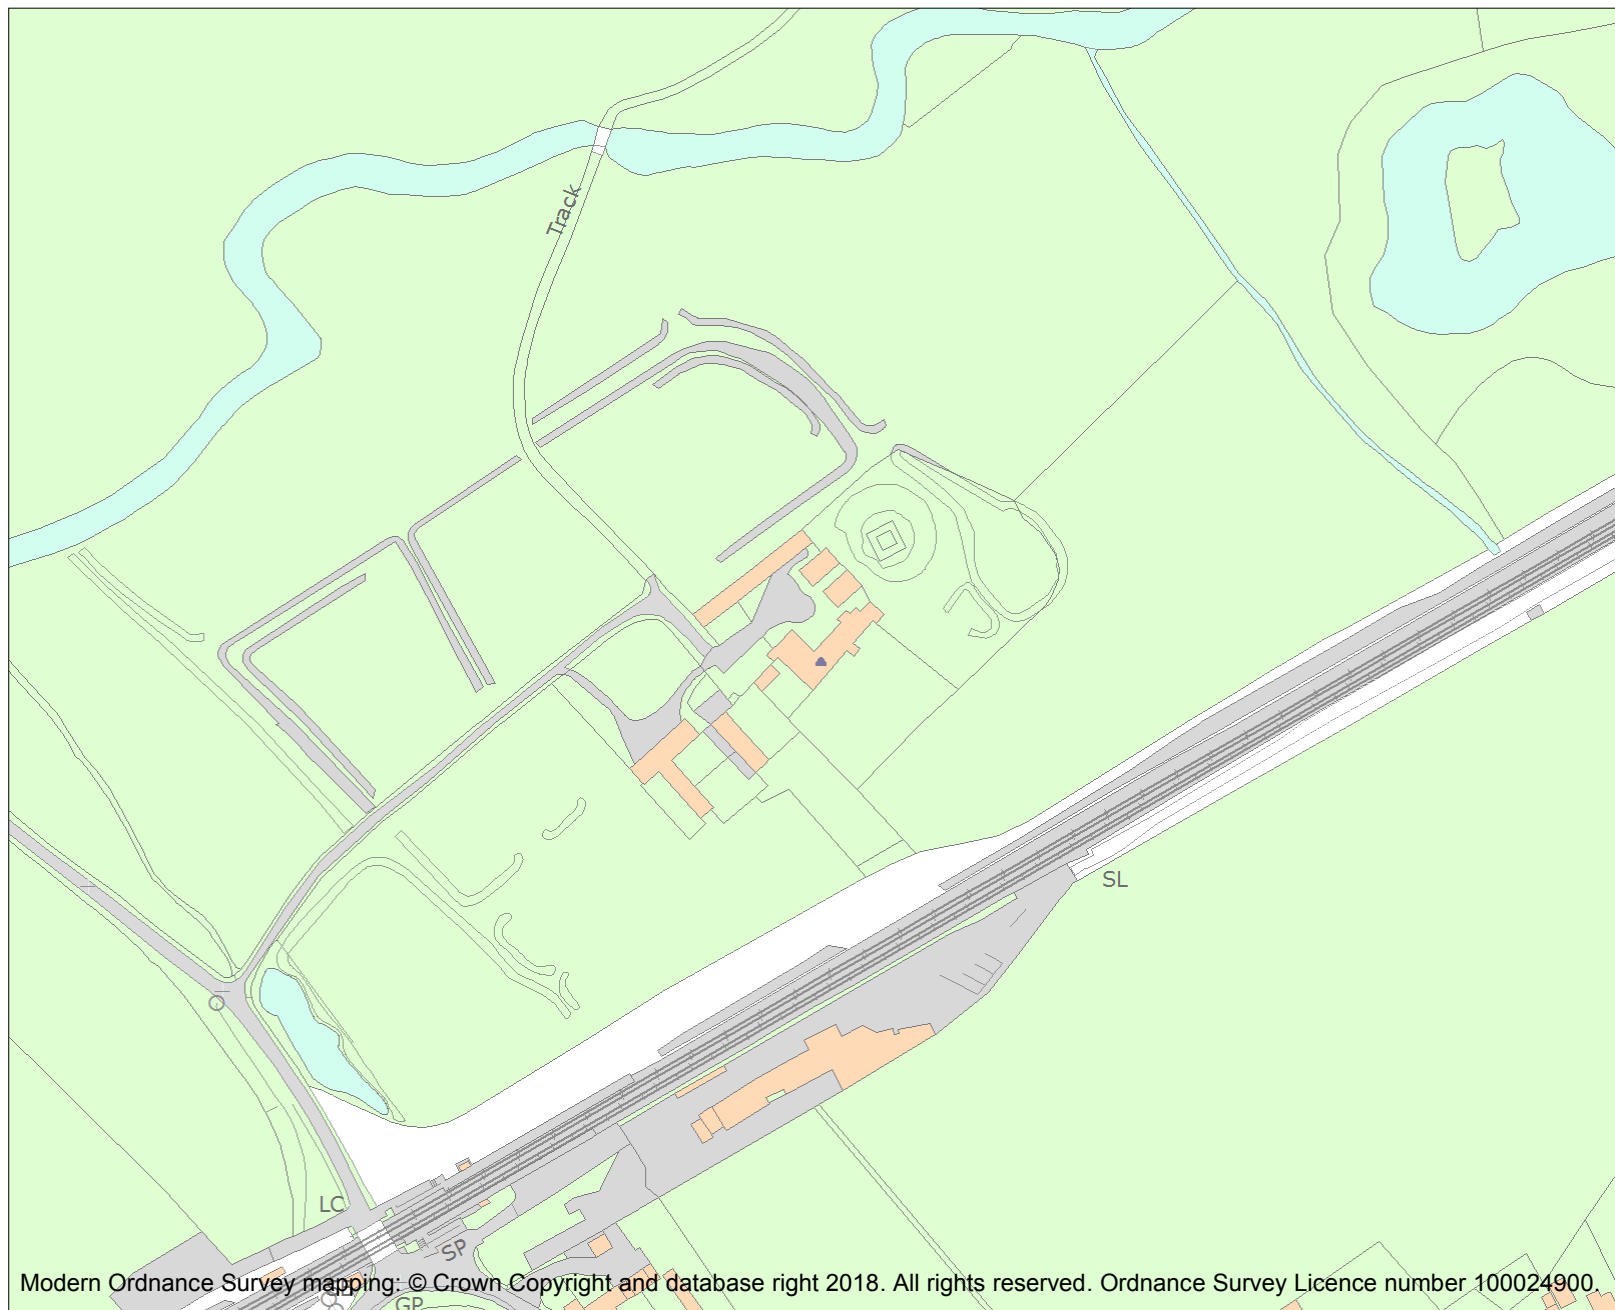 Track
SL
LC
SP
GP
Modern Ordnance Survey mapping: © Crown Copyright and database right 2018. All rights reserved. Ordnance Survey Licence number 100024900.